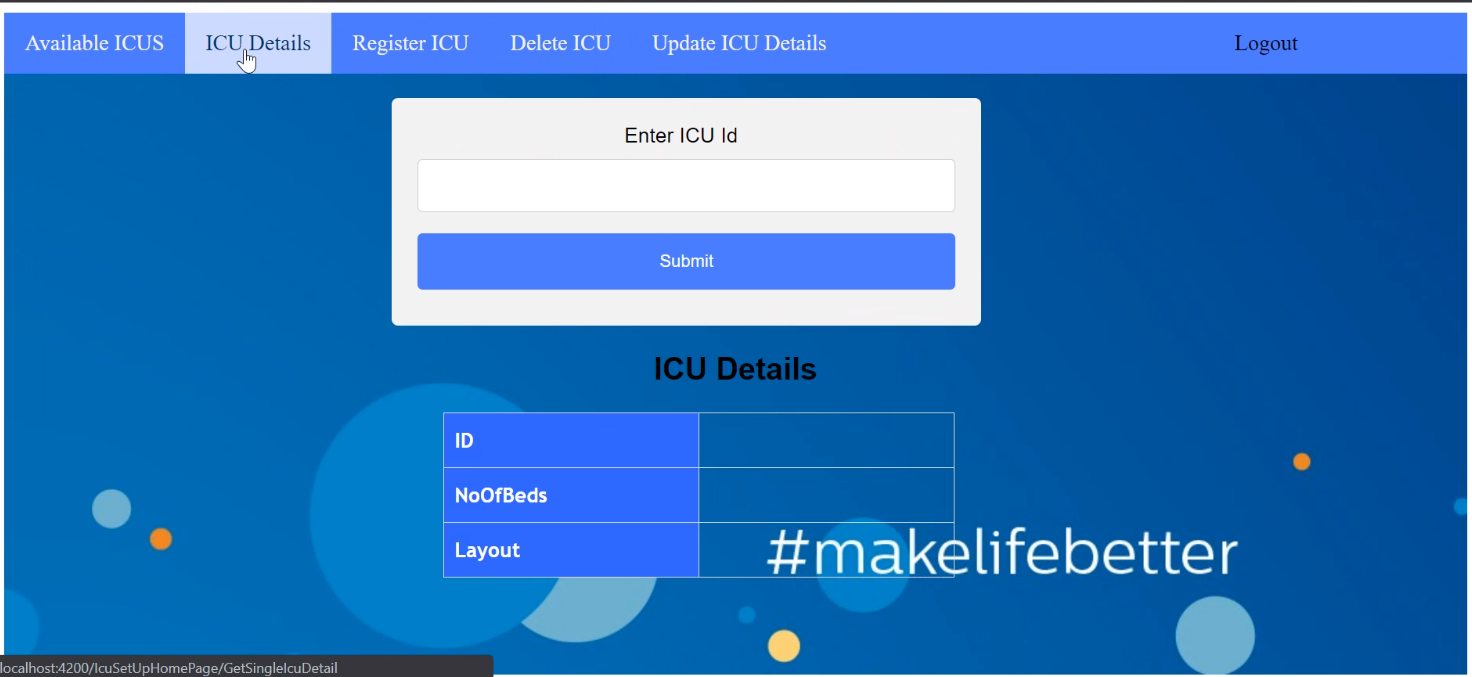 Available ICUS ICU Details Register ICU Delete ICU Update ICU Details Logout
Enter ICU Id
Submit
ICU Details
ID
NoOfBeds
Layout
#makelifebetter
localhost:4200/IcuSetUpHomePage/GetSingleIcuDetail